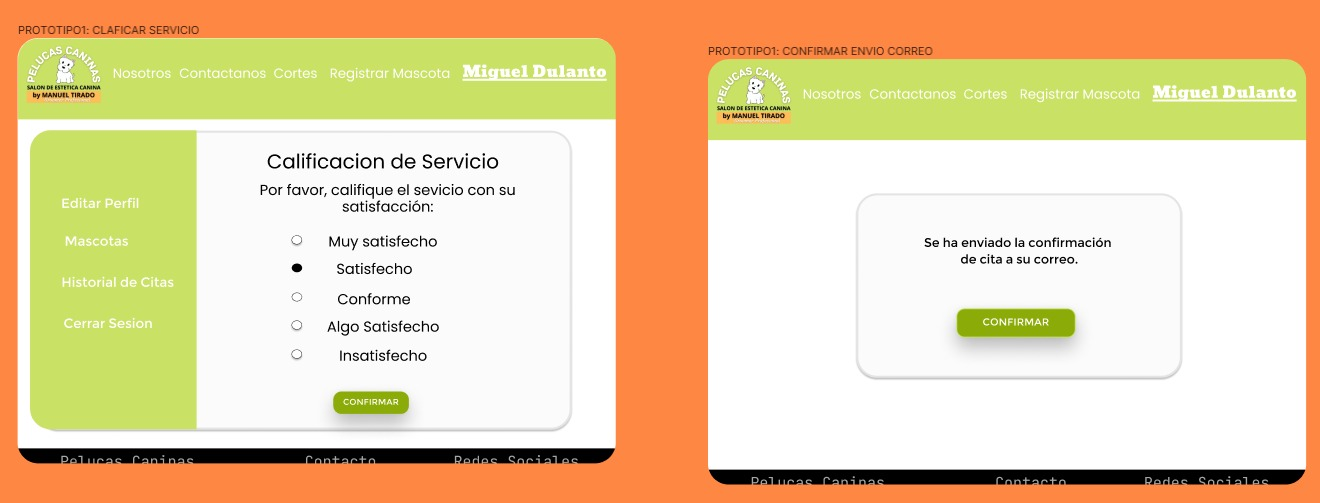 PROTOTIPO1: CLAFICAR SERVICIO
PELUCAS CANINAS
SALON DE ESTETICA CANINA
by MANUEL TIRADO
Nosotros Contactanos Cortes Registrar Mascota Miguel Dulanto
Editar Perfil
Mascotas
Historial de Citas
Cerrar Sesion
Calificacion de Servicio
Por favor, califique el sevicio con su
satisfacción:
Muy satisfecho
Satisfecho
Conforme
Algo Satisfecho
Insatisfecho
CONFIRMAR
Pelucas Caninas Contacto Redes Sociales
PROTOTIPO1: CONFIRMAR ENVIO CORREO
PELUCAS CANINAS
SALON DE ESTETICA CANINA
by MANUEL TIRADO
Nosotros Contactanos Cortes Registrar Mascota Miguel Dulanto
Se ha enviado la confirmación
de cita a su correo.
CONFIRMAR
Pelucas Caninas Contacto Redes Sociales